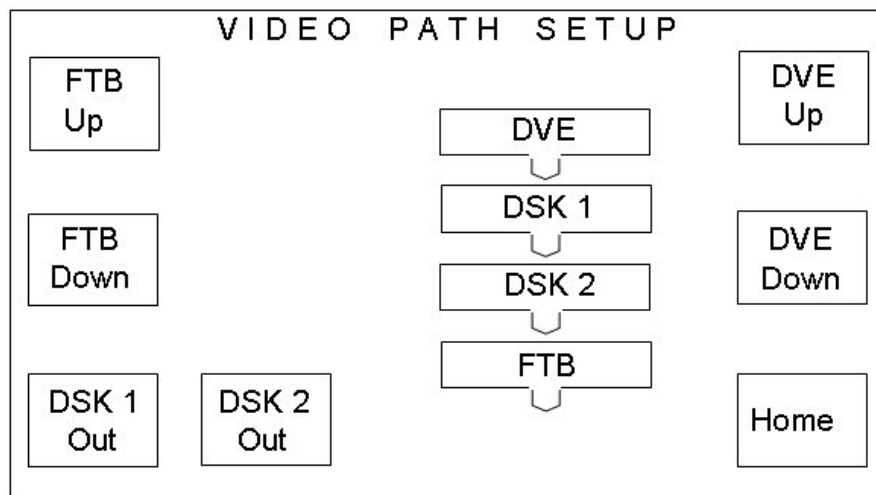 VIDEO PATH SETUP
FTB
Up
DVE
Up
DVE
DSK 1
DSK 2
FTB
FTB
Down
DVE
Down
DSK 1
Out
DSK 2
Out
Home